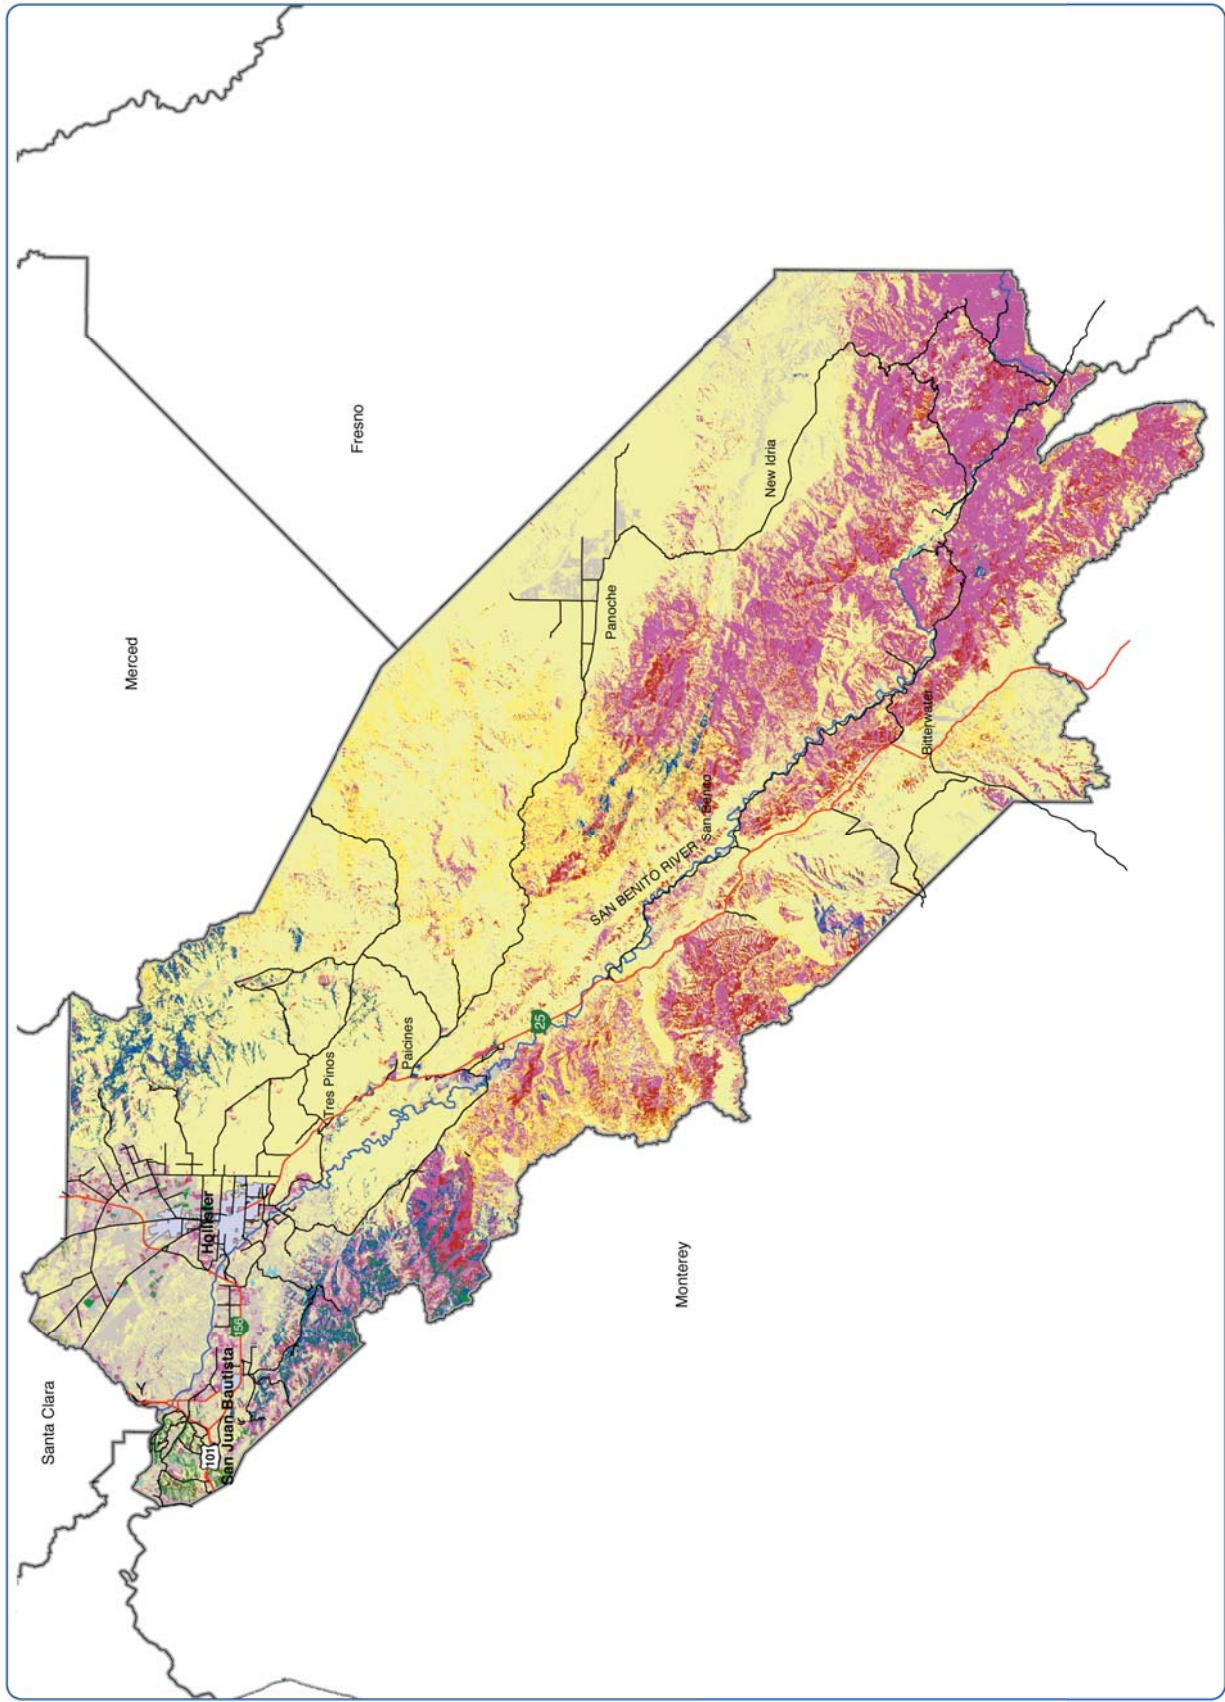 Santa Clara
Merced
Fresno
Monterey
San Juan Bautista
101
156
Hollister
Tres Pinos
Paicines
25
SAN BENITO RIVER
San Benito
Panoche
New Idria
Bitterwater